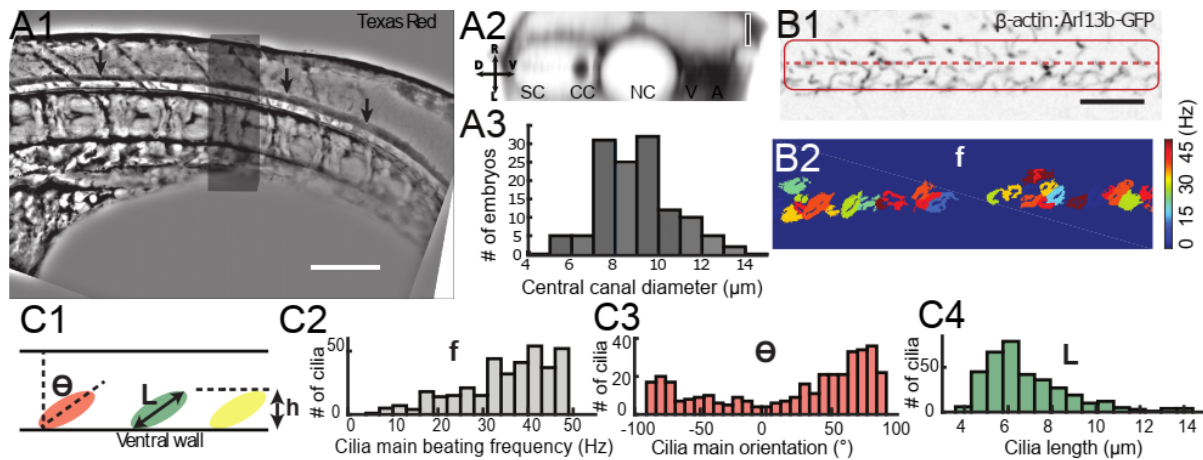 A1
Texas Red
A2
R
D V
L
SC CC NC V A
A3
# of embryos
30
25
20
15
10
5
0
4 6 8 10 12 14
Central canal diameter (μm)
B1
β-actin:Arl13b-GFP
B2
f
0 15 30 45 (Hz)
C1
Ɵ
L
h
Ventral wall
C2
f
# of cilia
50
0
0 10 20 30 40 50
Cilia main beating frequency (Hz)
C3
Ɵ
# of cilia
40
20
0
-100 -50 0 50 100
Cilia main orientation (°)
C4
L
# of cilia
50
0
4 6 8 10 12 14
Cilia length (μm)